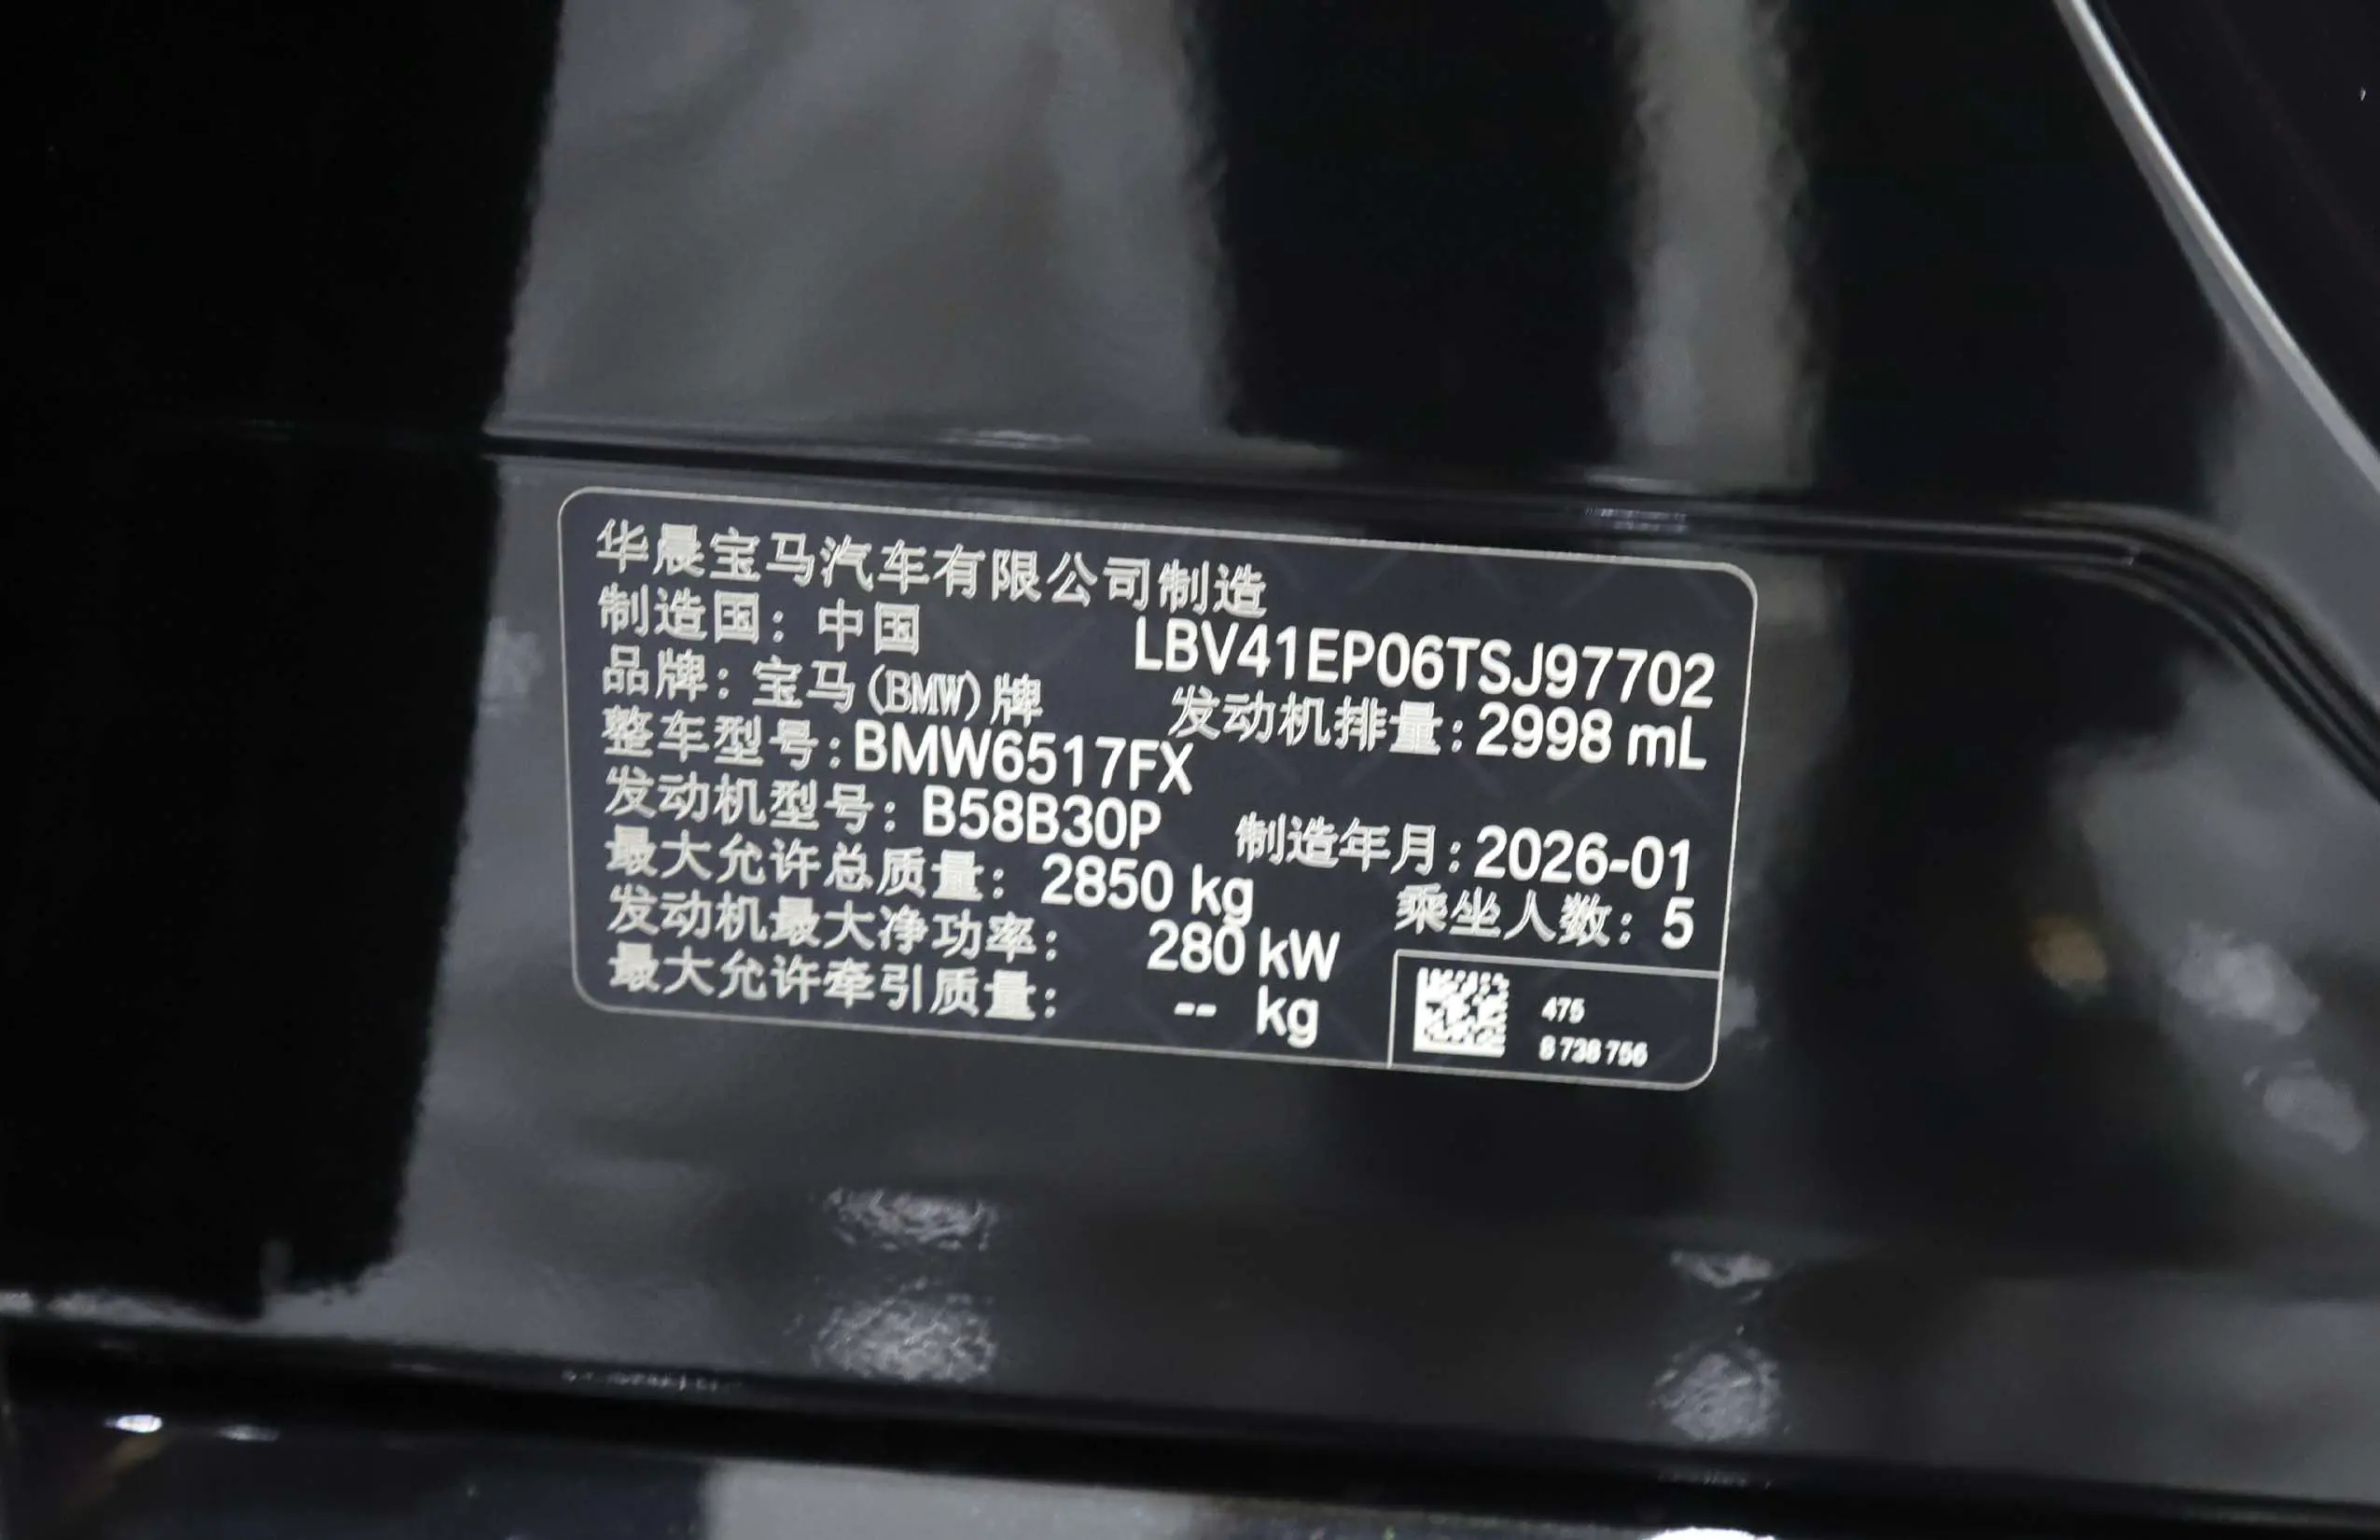 华晨宝马汽车有限公司制造
制造国：中国 LBV41EP06TSJ97702
品牌：宝马(BMW)牌 发动机排量：2998 mL
整车型号：BMW6517FX
发动机型号：B58B30P 制造年月：2026-01
最大允许总质量：2850 kg 乘坐人数：5
发动机最大净功率：280 kW
最大允许牵引质量：-- kg
475
8 738 756